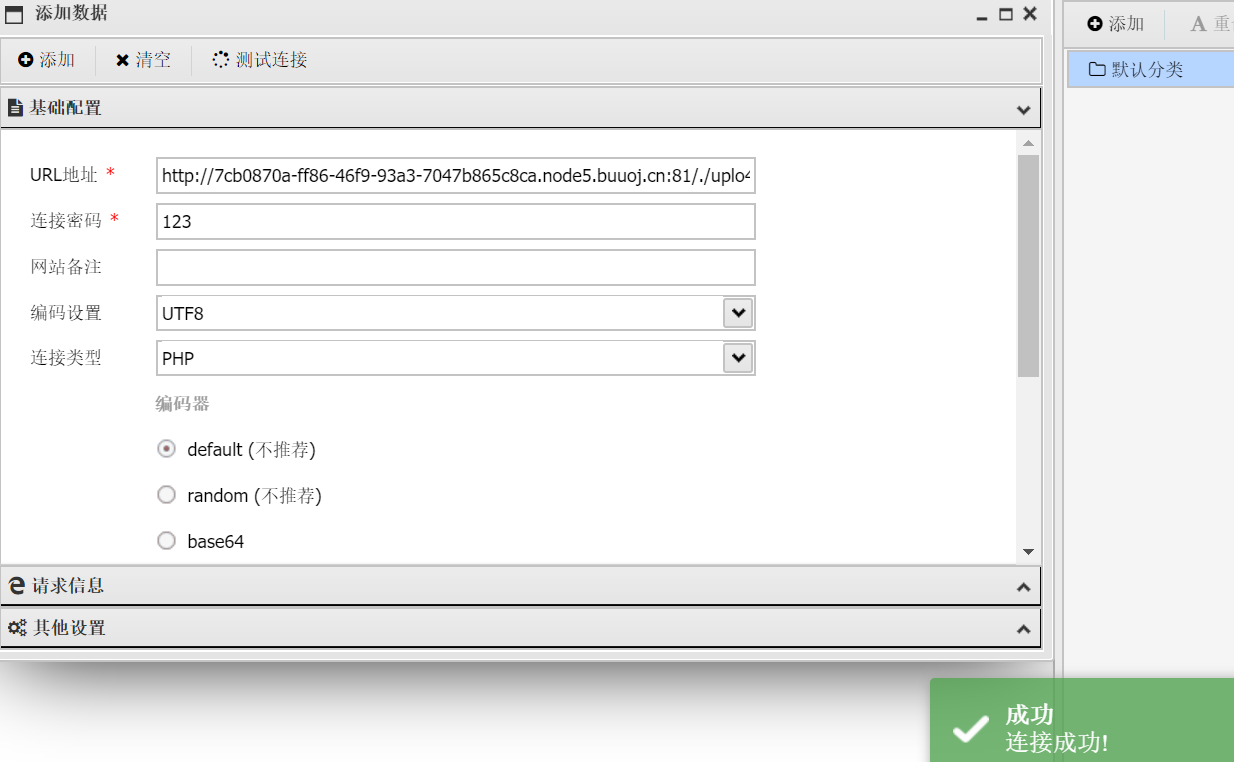 添加数据
添加 清空 测试连接
基础配置
URL地址 * http://7cb0870a-ff86-46f9-93a3-7047b865c8ca.node5.buuoj.cn:81/./uplo4
连接密码 * 123
网站备注
编码设置 UTF8
连接类型 PHP
编码器
default (不推荐)
random (不推荐)
base64
请求信息
其他设置
添加 A 重
默认分类
成功
连接成功!